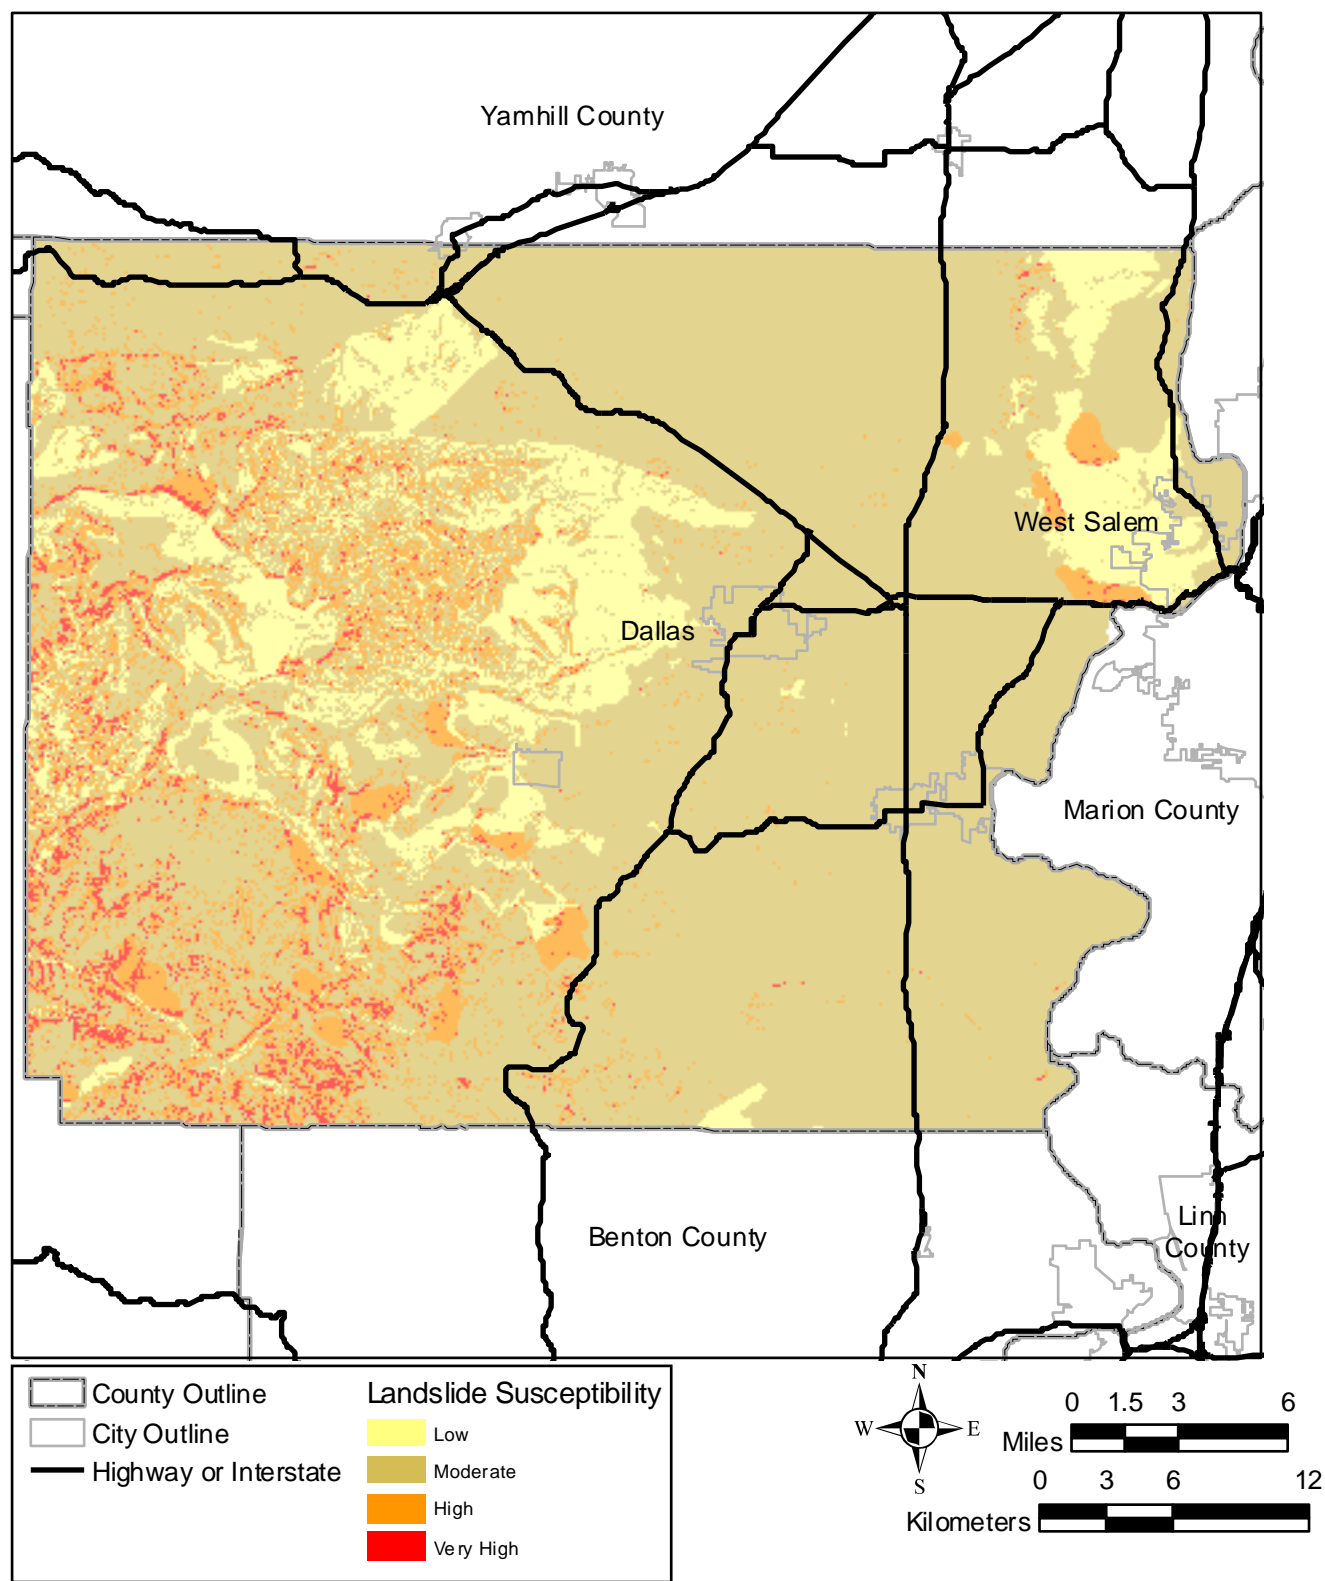 Yamhill County
West Salem
Dallas
Marion County
Benton County
Linn
County
County Outline
City Outline
Highway or Interstate
Landslide Susceptibility
Low
Moderate
High
Very High
N
W E
S
0 1.5 3 6
Miles
0 3 6 12
Kilometers